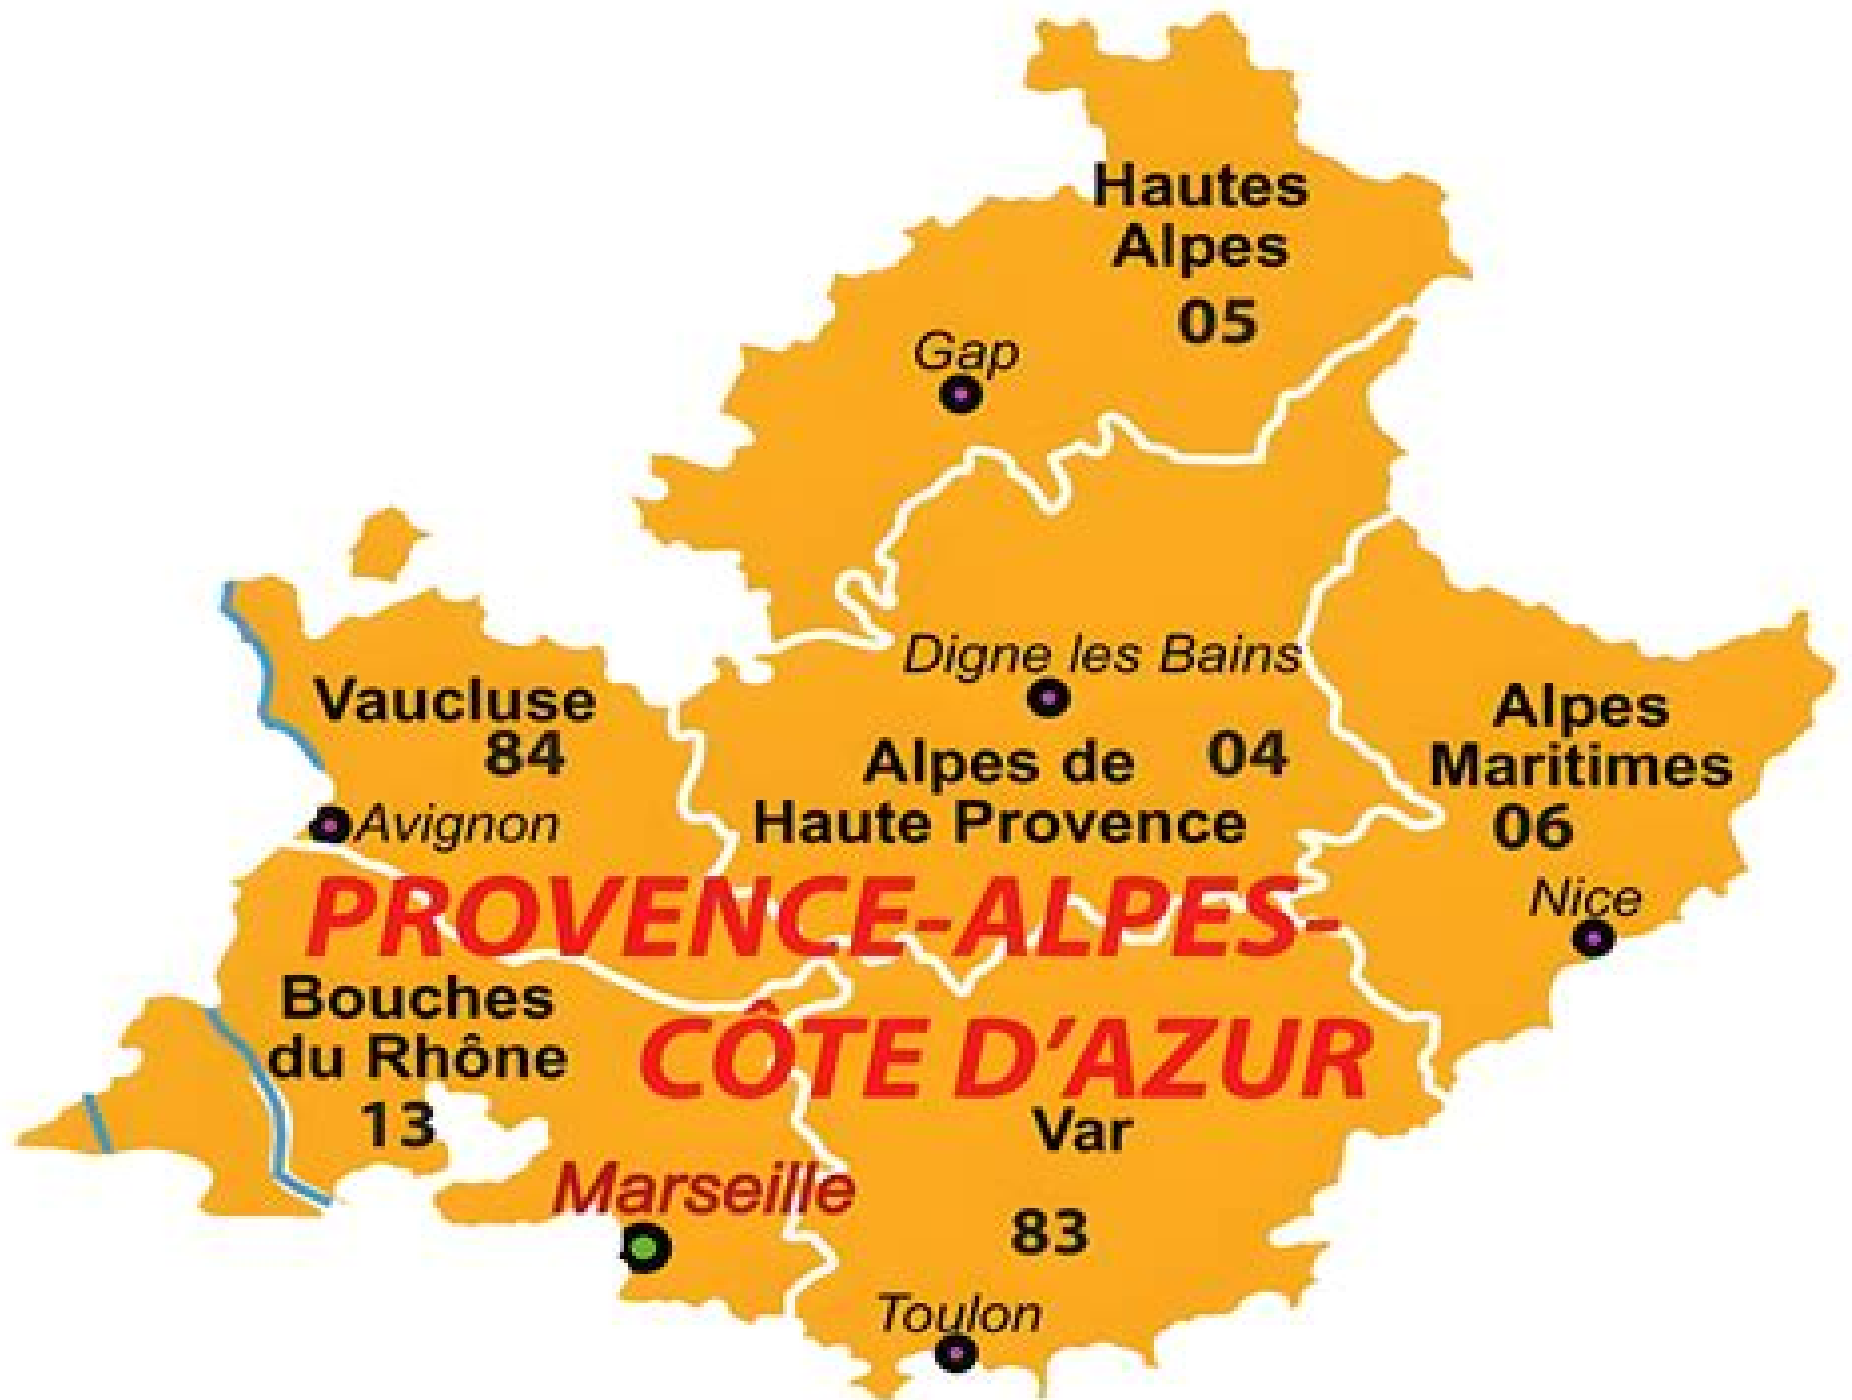 Hautes
Alpes
05
Gap
Digne les Bains
Vaucluse
84
Alpes de
Haute Provence
04
Alpes
Maritimes
06
Avignon
Nice
PROVENCE-ALPES-
CÔTE D'AZUR
Bouches
du Rhône
13
Var
83
Marseille
Toulon